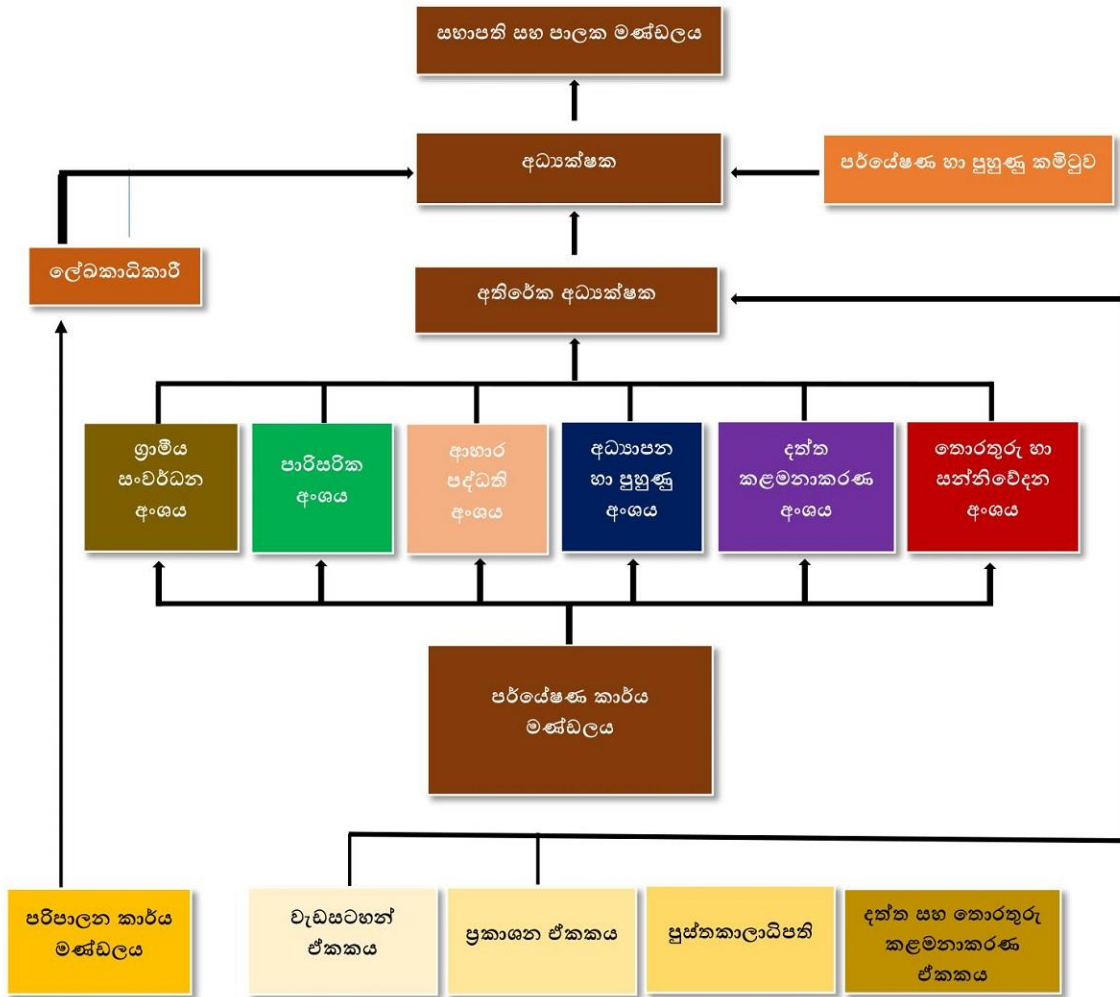 සභාපති සහ පාලක මණ්ඩලය
අධ්‍යක්ෂක
පර්යේෂණ හා පුහුණු කමිටුව
ලේඛකාධිකාරී
අතිරේක අධ්‍යක්ෂක
ග්‍රාමීය
සංවර්ධන
අංශය
පාරිසරික
අංශය
ආහාර
පද්ධති
අංශය
අධ්‍යාපන
හා පුහුණු
අංශය
දත්ත
කළමනාකරණ
අංශය
තොරතුරු හා
සන්නිවේදන
අංශය
පර්යේෂණ කාර්ය
මණ්ඩලය
පරිපාලන කාර්ය
මණ්ඩලය
වැඩසටහන්
ඒකකය
ප්‍රකාශන ඒකකය
පුස්තකාලාධිපති
දත්ත සහ තොරතුරු
කළමනාකරණ
ඒකකය